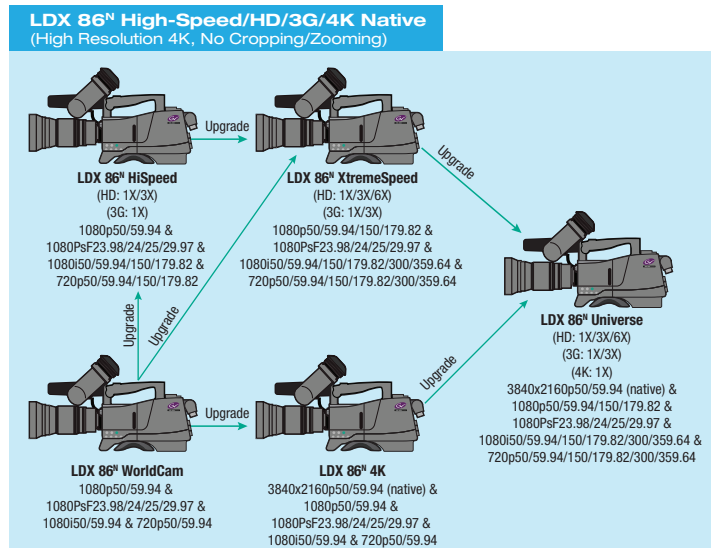 LDX 86ᴺ High-Speed/HD/3G/4K Native
(High Resolution 4K, No Cropping/Zooming)
Upgrade
LDX 86ᴺ HiSpeed
(HD: 1X/3X)
(3G: 1X)
1080p50/59.94 &
1080PsF23.98/24/25/29.97 &
1080i50/59.94/150/179.82 &
720p50/59.94/150/179.82
LDX 86ᴺ XtremeSpeed
(HD: 1X/3X/6X)
(3G: 1X/3X)
1080p50/59.94/150/179.82 &
1080PsF23.98/24/25/29.97 &
1080i50/59.94/150/179.82/300/359.64 &
720p50/59.94/150/179.82/300/359.64
Upgrade
Upgrade
Upgrade
LDX 86ᴺ Universe
(HD: 1X/3X/6X)
(3G: 1X/3X)
(4K: 1X)
3840x2160p50/59.94 (native) &
1080p50/59.94/150/179.82 &
1080PsF23.98/24/25/29.97 &
1080i50/59.94/150/179.82/300/359.64 &
720p50/59.94/150/179.82/300/359.64
Upgrade
Upgrade
LDX 86ᴺ WorldCam
1080p50/59.94 &
1080PsF23.98/24/25/29.97 &
1080i50/59.94 & 720p50/59.94
LDX 86ᴺ 4K
3840x2160p50/59.94 (native) &
1080p50/59.94 &
1080PsF23.98/24/25/29.97 &
1080i50/59.94 & 720p50/59.94